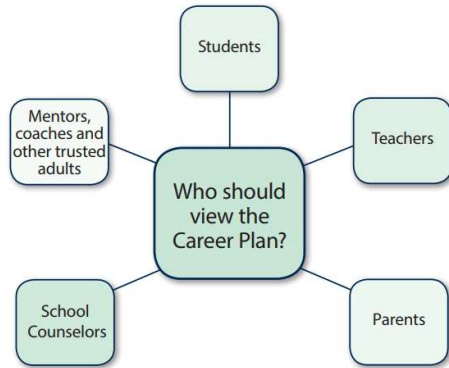 Students
Mentors,
coaches and
other trusted
adults
Teachers
Who should
view the
Career Plan?
School
Counselors
Parents